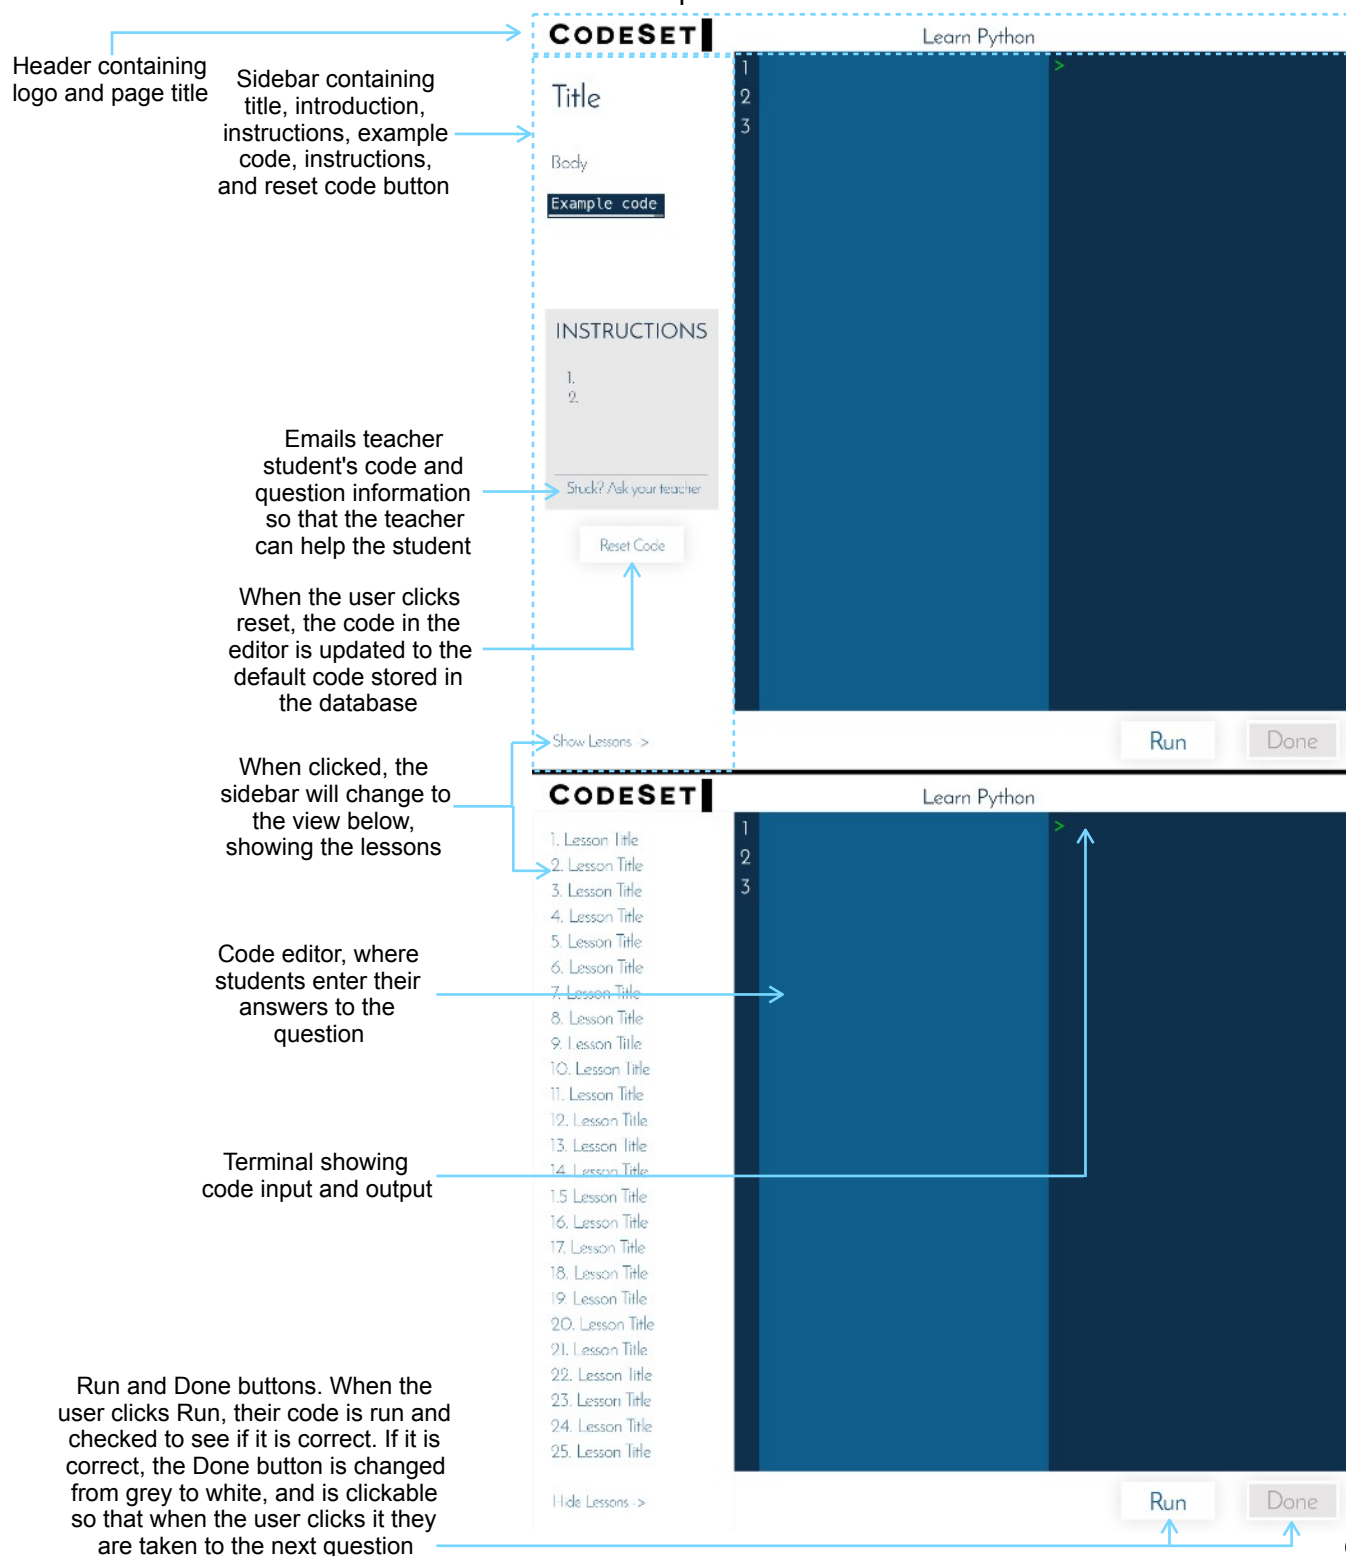 CODESET
Learn Python
Header containing
logo and page title
Sidebar containing
title, introduction,
instructions, example
code, instructions,
and reset code button
Title
Body
Example code
1
2
3
>
INSTRUCTIONS
1.
2.
Stuck? Ask your teacher
Emails teacher
student's code and
question information
so that the teacher
can help the student
Reset Code
When the user clicks
reset, the code in the
editor is updated to the
default code stored in
the database
Show Lessons >
Run
Done
When clicked, the
sidebar will change to
the view below,
showing the lessons
CODESET
Learn Python
1. Lesson Title
2. Lesson Title
3. Lesson Title
4. Lesson Title
5. Lesson Title
6. Lesson Title
7. Lesson Title
8. Lesson Title
9. Lesson Title
10. Lesson Title
11. Lesson Title
12. Lesson Title
13. Lesson Title
14. Lesson Title
15 Lesson Title
16. Lesson Title
17. Lesson Title
18. Lesson Title
19. Lesson Title
20. Lesson Title
21. Lesson Title
22. Lesson Title
23. Lesson Title
24. Lesson Title
25. Lesson Title
1
2
3
>
Code editor, where
students enter their
answers to the
question
Terminal showing
code input and output
Hide Lessons ->
Run
Done
Run and Done buttons. When the
user clicks Run, their code is run and
checked to see if it is correct. If it is
correct, the Done button is changed
from grey to white, and is clickable
so that when the user clicks it they
are taken to the next question